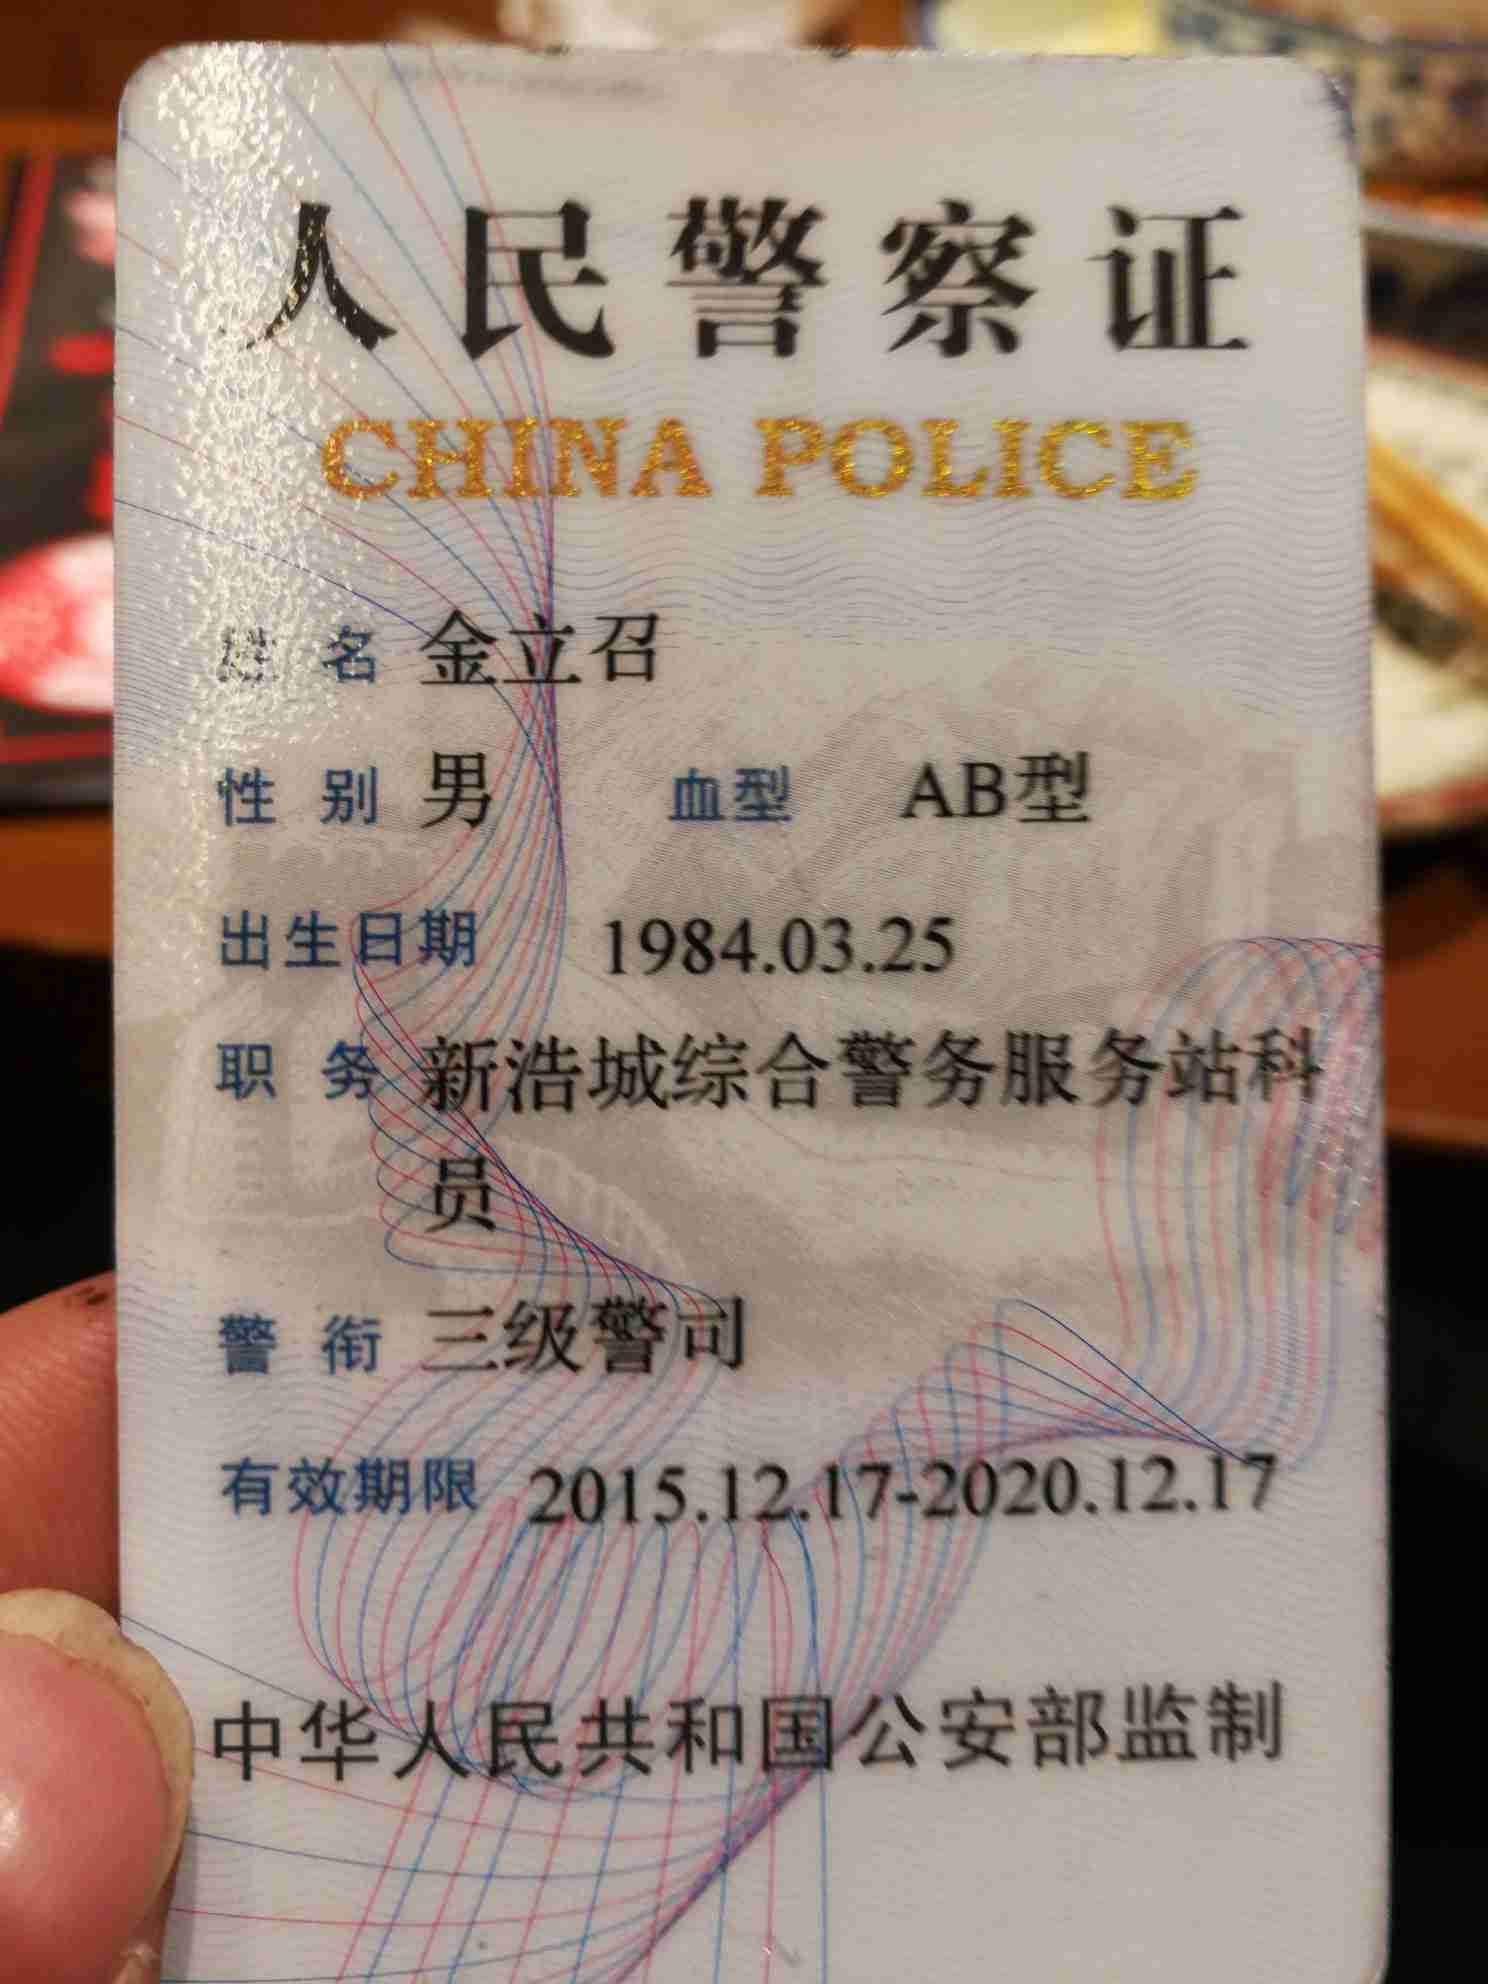 人民警察证
CHINA POLICE
姓名 金立召
性别 男 血型 AB型
出生日期 1984.03.25
职务 新浩城综合警务服务站科
员
警衔 三级警司
有效期限 2015.12.17-2020.12.17
中华人民共和国公安部监制